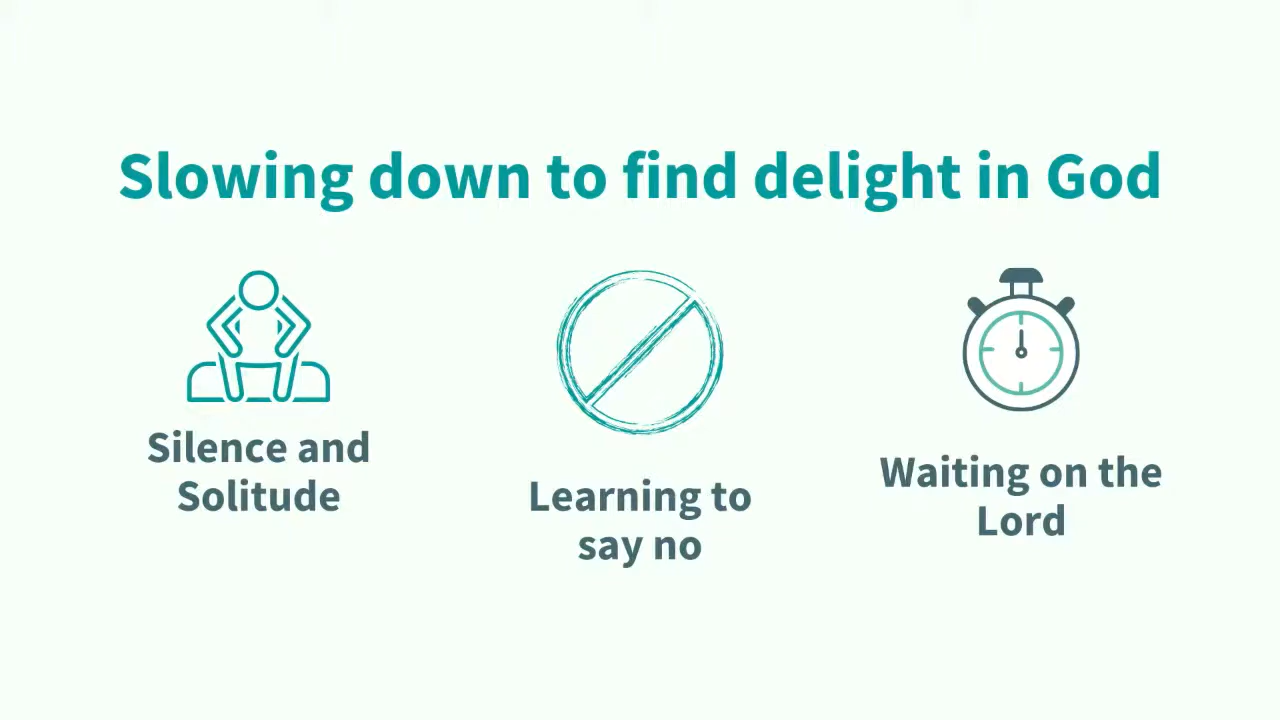 Slowing down to find delight in God
Silence and
Solitude
Learning to
say no
Waiting on the
Lord